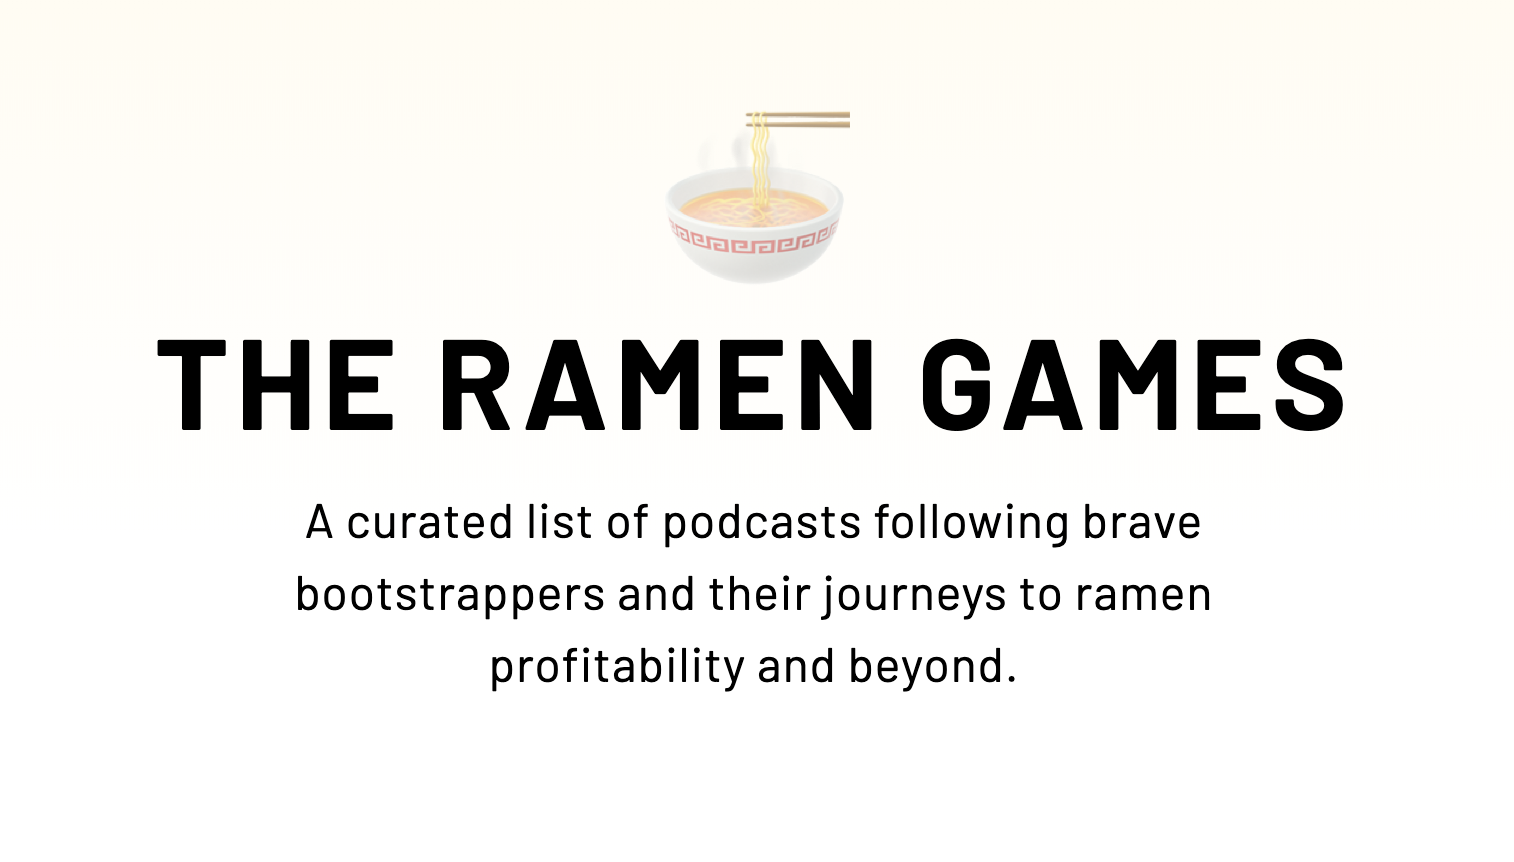 THE RAMEN GAMES
A curated list of podcasts following brave
bootstrappers and their journeys to ramen
profitability and beyond.